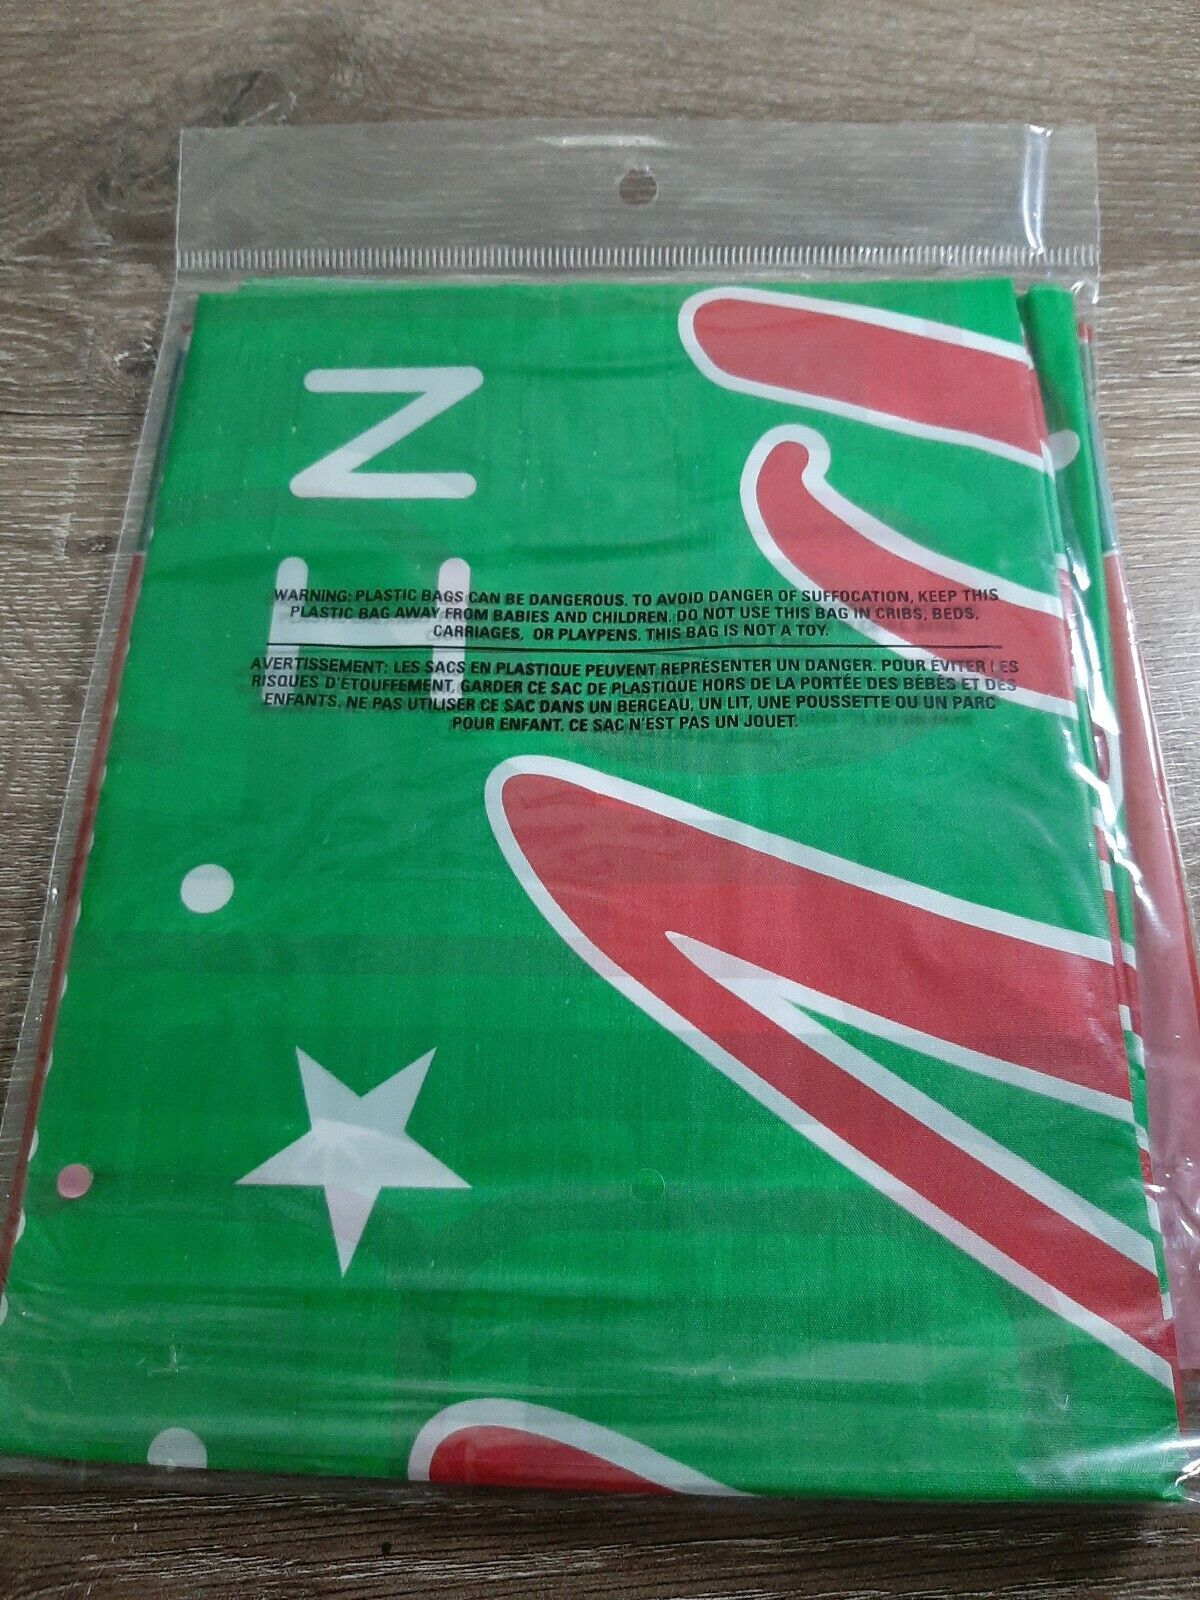 WARNING: PLASTIC BAGS CAN BE DANGEROUS. TO AVOID DANGER OF SUFFOCATION, KEEP THIS
PLASTIC BAG AWAY FROM BABIES AND CHILDREN. DO NOT USE THIS BAG IN CRIBS, BEDS,
CARRIAGES, OR PLAYPENS. THIS BAG IS NOT A TOY.
AVERTISSEMENT: LES SACS EN PLASTIQUE PEUVENT REPRÉSENTER UN DANGER. POUR ÉVITER LES
RISQUES D'ÉTOUFFEMENT, GARDER CE SAC DE PLASTIQUE HORS DE LA PORTÉE DES BÉBÉS ET DES
ENFANTS. NE PAS UTILISER CE SAC DANS UN BERCEAU, UN LIT, UNE POUSSETTE OU UN PARC
POUR ENFANT. CE SAC N'EST PAS UN JOUET.